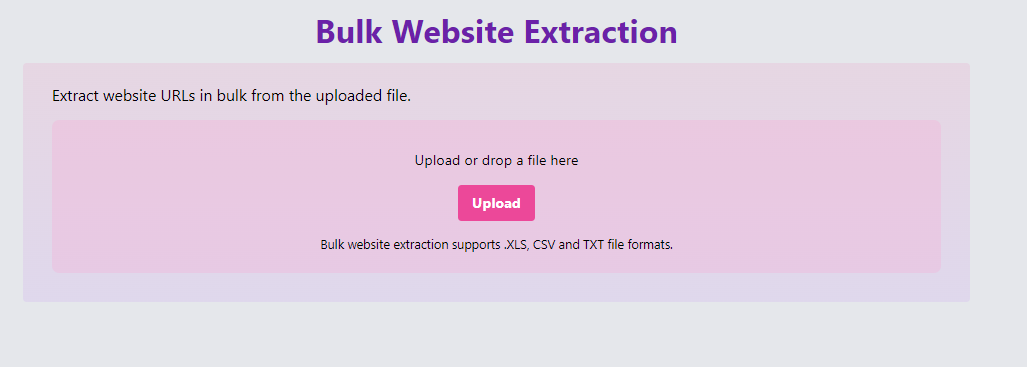 Bulk Website Extraction
Extract website URLs in bulk from the uploaded file.
Upload or drop a file here
Upload
Bulk website extraction supports .XLS, CSV and TXT file formats.